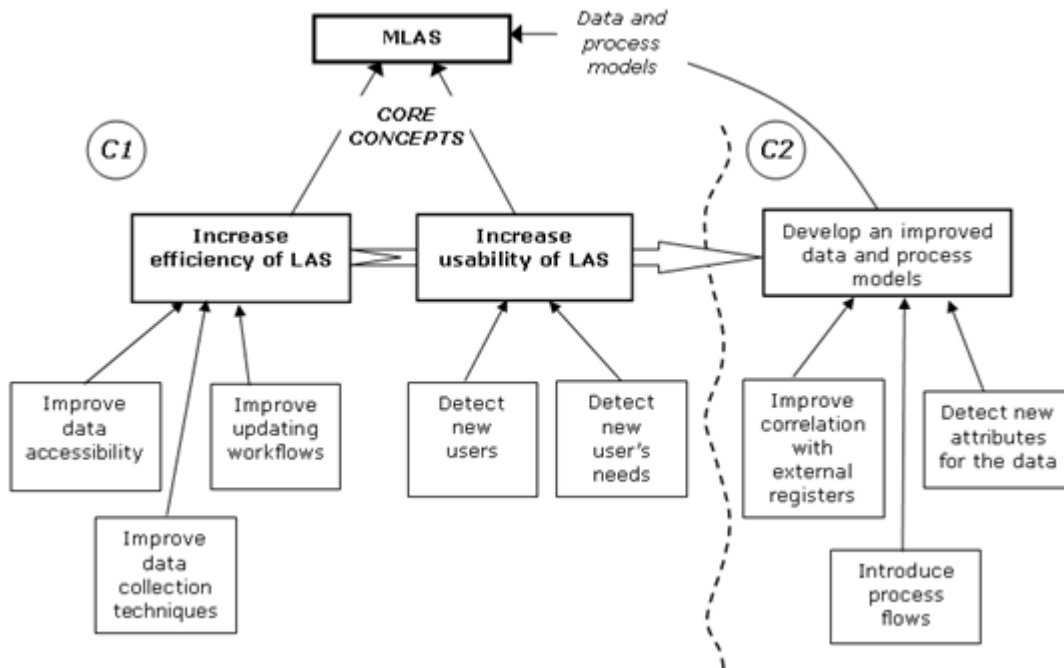 MLAS
Data and
process
models
CORE
CONCEPTS
C1
C2
Increase
efficiency of LAS
Increase
usability of LAS
Develop an improved
data and process
models
Improve
data
accessibility
Improve
updating
workflows
Detect
new
users
Detect
new
user's
needs
Improve
correlation
with
external
registers
Detect new
attributes
for the data
Improve
data
collection
techniques
Introduce
process
flows